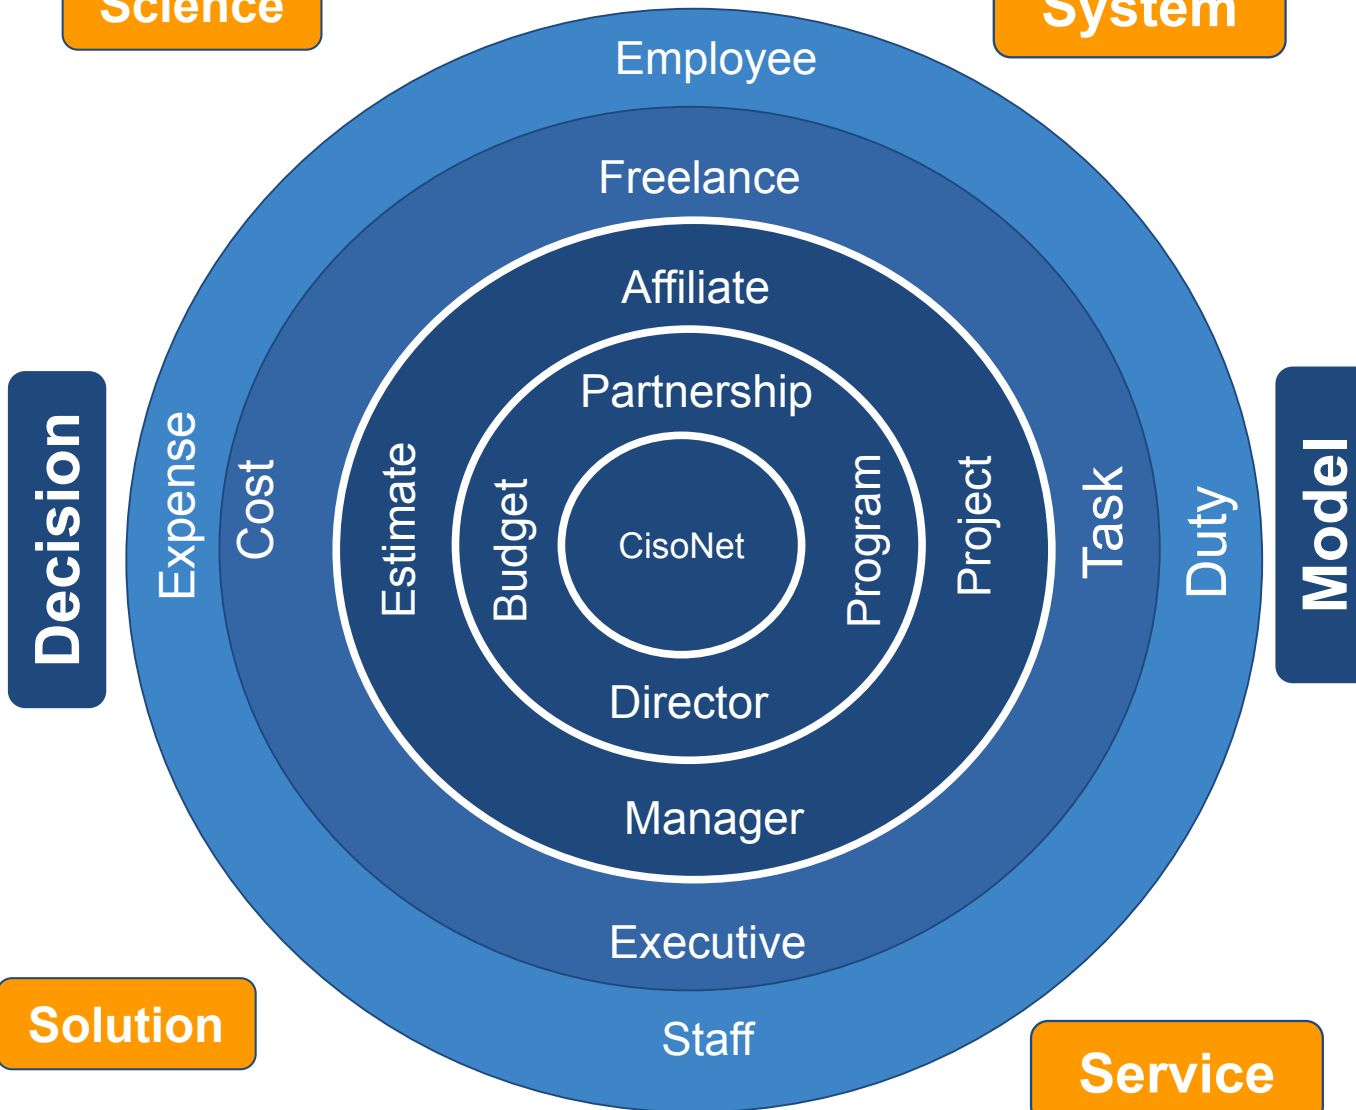 Science
System
Employee
Freelance
Affiliate
Partnership
Decision
Expense
Cost
Estimate
Budget
CisoNet
Program
Project
Task
Duty
Model
Director
Manager
Executive
Solution
Staff
Service